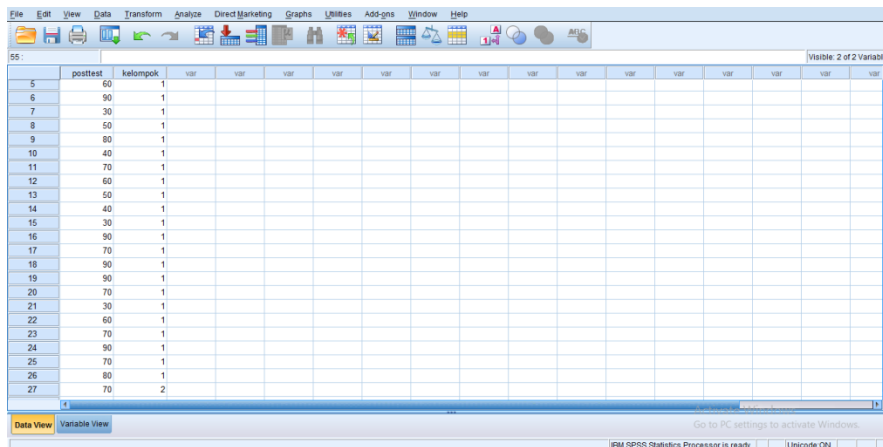 File Edit View Data Transform Analyze Direct Marketing Graphs Utilities Add-ons Window Help
55 : Visible: 2 of 2 Variabl
posttest kelompok var var var var var var var var var var var var var var var
5 60 1
6 90 1
7 30 1
8 50 1
9 80 1
10 40 1
11 70 1
12 60 1
13 50 1
14 40 1
15 30 1
16 90 1
17 70 1
18 90 1
19 90 1
20 70 1
21 30 1
22 60 1
23 70 1
24 90 1
25 70 1
26 80 1
27 70 2
Data View Variable View
Go to PC settings to activate Windows.
IBM SPSS Statistics Processor is ready Unicode:ON